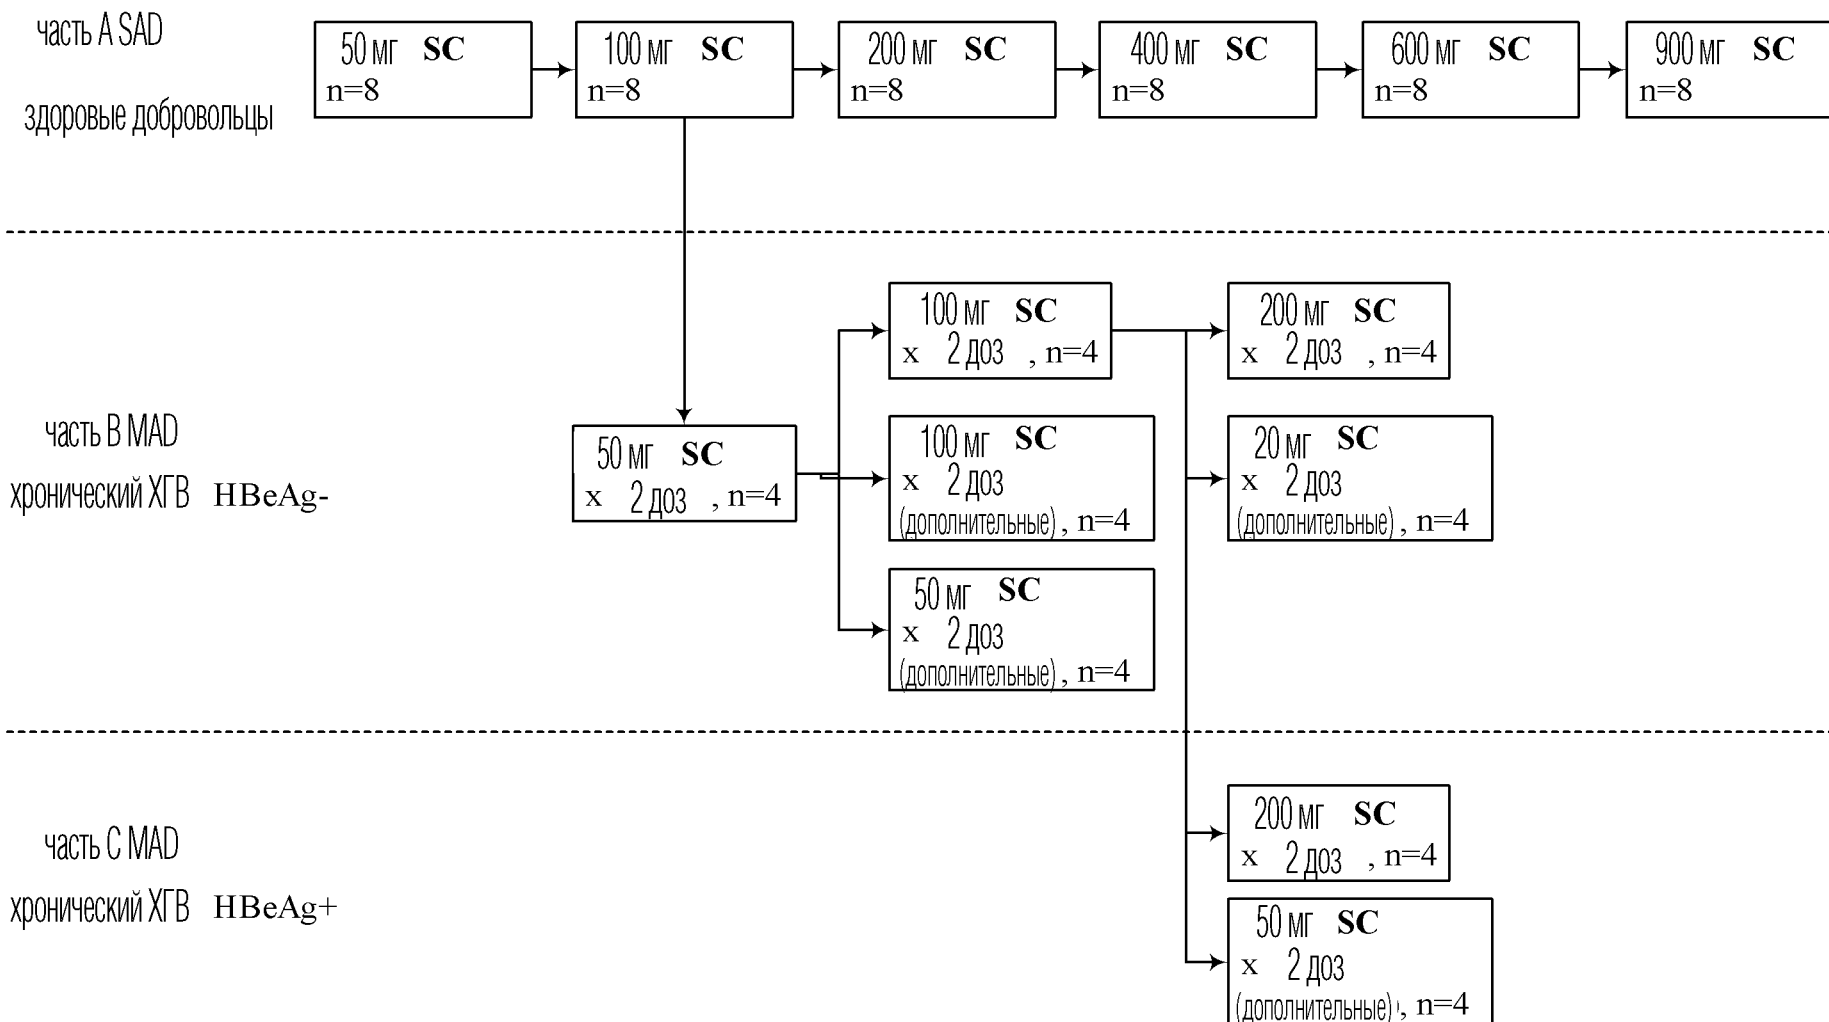 часть A SAD
здоровые добровольцы
50 мг SC
n=8
100 мг SC
n=8
200 мг SC
n=8
400 мг SC
n=8
600 мг SC
n=8
900 мг SC
n=8
часть B MAD
хронический ХГВ HBeAg-
50 мг SC
x 2 доз , n=4
100 мг SC
x 2 доз , n=4
100 мг SC
x 2 доз
(дополнительные) , n=4
50 мг SC
x 2 доз
(дополнительные) , n=4
200 мг SC
x 2 доз , n=4
20 мг SC
x 2 доз
(дополнительные) , n=4
часть C MAD
хронический ХГВ HBeAg+
200 мг SC
x 2 доз , n=4
50 мг SC
x 2 доз
(дополнительные) , n=4